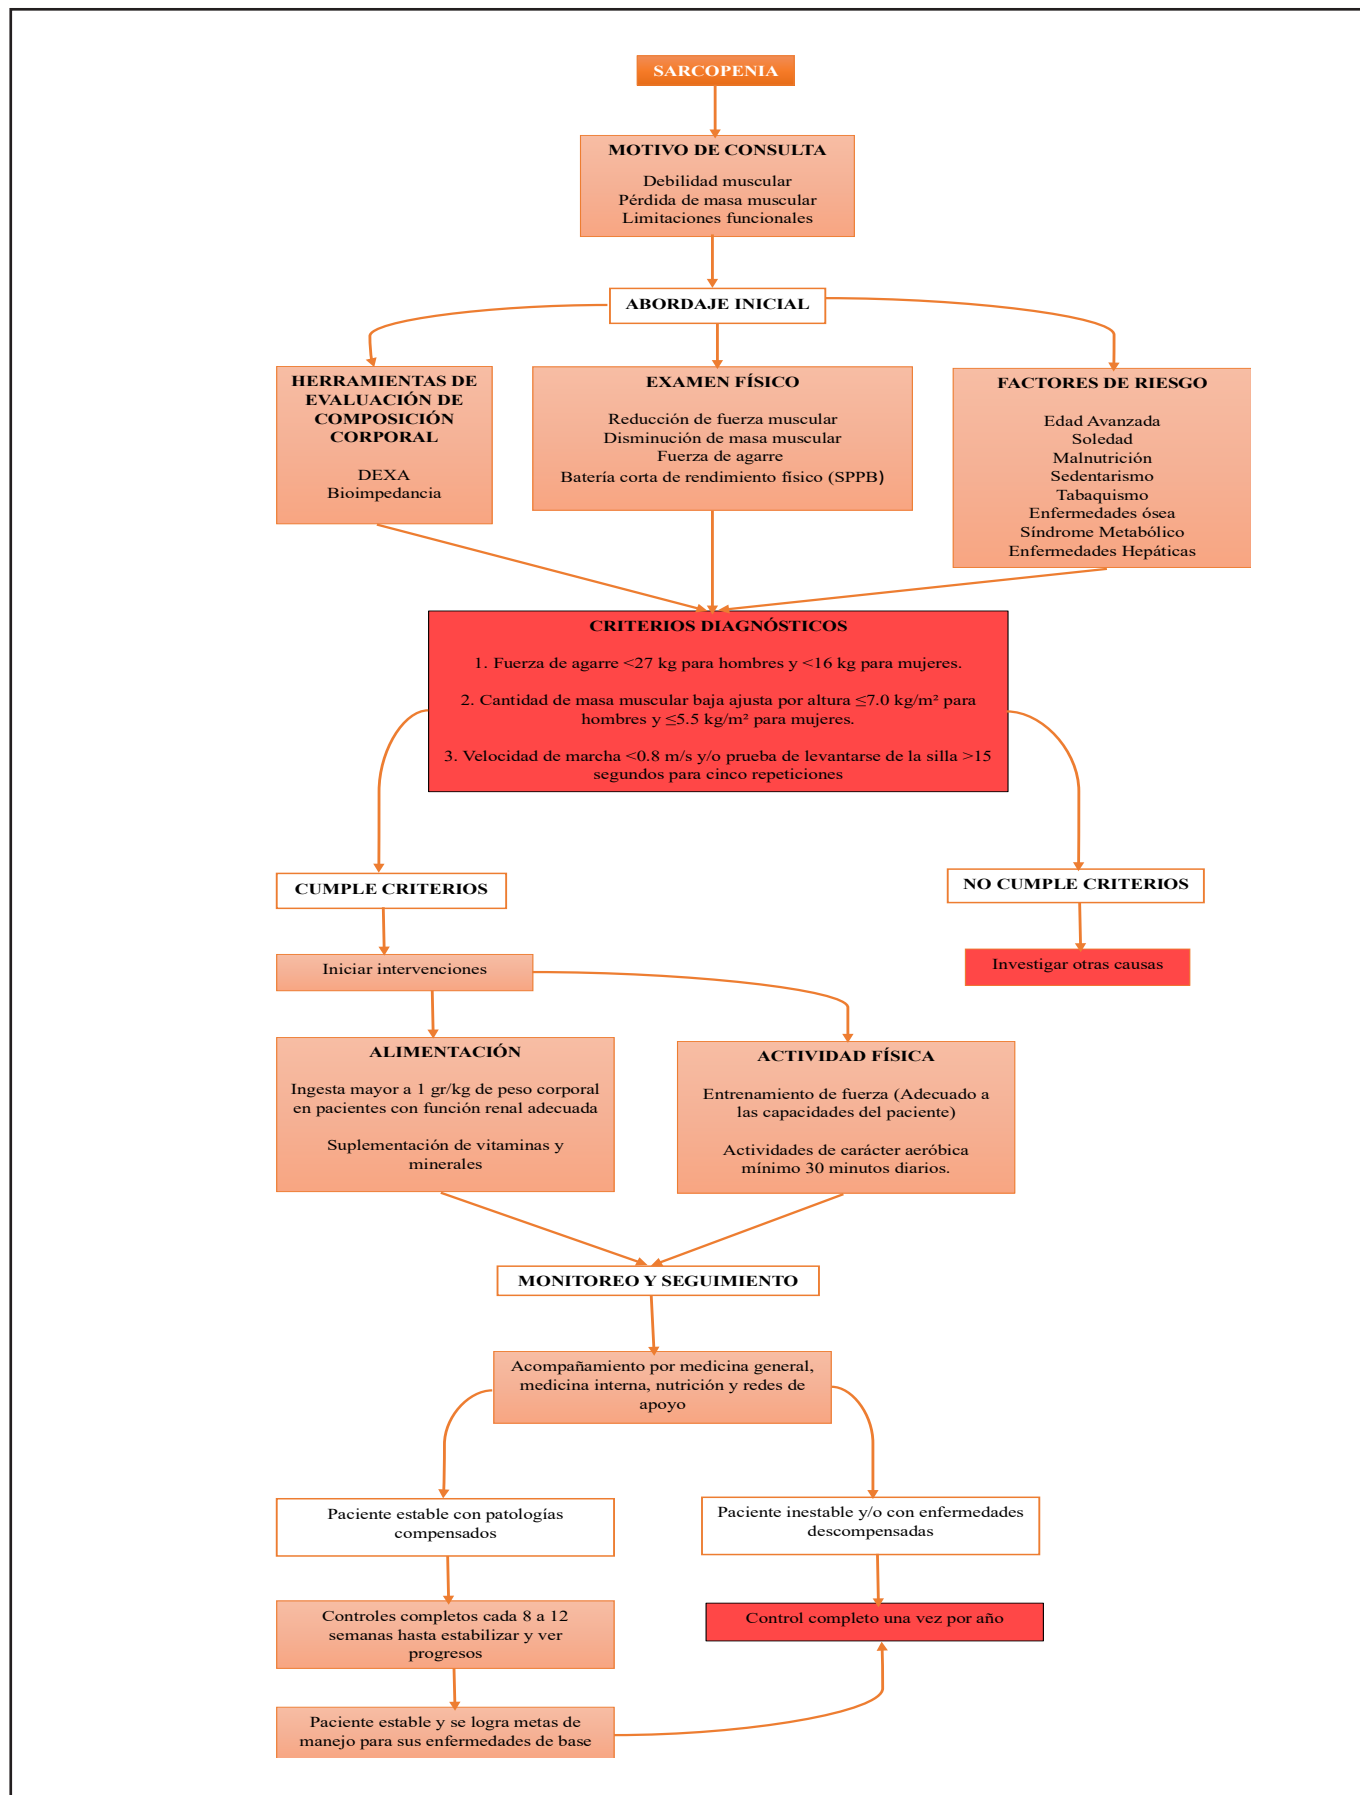 SARCOPENIA
MOTIVO DE CONSULTA
Debilidad muscular
Pérdida de masa muscular
Limitaciones funcionales
ABORDAJE INICIAL
HERRAMIENTAS DE
EVALUACIÓN DE
COMPOSICIÓN
CORPORAL
DEXA
Bioimpedancia
EXAMEN FÍSICO
Reducción de fuerza muscular
Disminución de masa muscular
Fuerza de agarre
Batería corta de rendimiento físico (SPPB)
FACTORES DE RIESGO
Edad Avanzada
Soledad
Malnutrición
Sedentarismo
Tabaquismo
Enfermedades ósea
Síndrome Metabólico
Enfermedades Hepáticas
CRITERIOS DIAGNÓSTICOS
1. Fuerza de agarre <27 kg para hombres y <16 kg para mujeres.
2. Cantidad de masa muscular baja ajusta por altura ≤7.0 kg/m² para
hombres y ≤5.5 kg/m² para mujeres.
3. Velocidad de marcha <0.8 m/s y/o prueba de levantarse de la silla >15
segundos para cinco repeticiones
CUMPLE CRITERIOS
NO CUMPLE CRITERIOS
Iniciar intervenciones
Investigar otras causas
ALIMENTACIÓN
Ingesta mayor a 1 gr/kg de peso corporal
en pacientes con función renal adecuada
Suplementación de vitaminas y
minerales
ACTIVIDAD FÍSICA
Entrenamiento de fuerza (Adecuado a
las capacidades del paciente)
Actividades de carácter aeróbica
mínimo 30 minutos diarios.
MONITOREO Y SEGUIMIENTO
Acompañamiento por medicina general,
medicina interna, nutrición y redes de
apoyo
Paciente estable con patologías
compensados
Paciente inestable y/o con enfermedades
descompensadas
Controles completos cada 8 a 12
semanas hasta estabilizar y ver
progresos
Control completo una vez por año
Paciente estable y se logra metas de
manejo para sus enfermedades de base